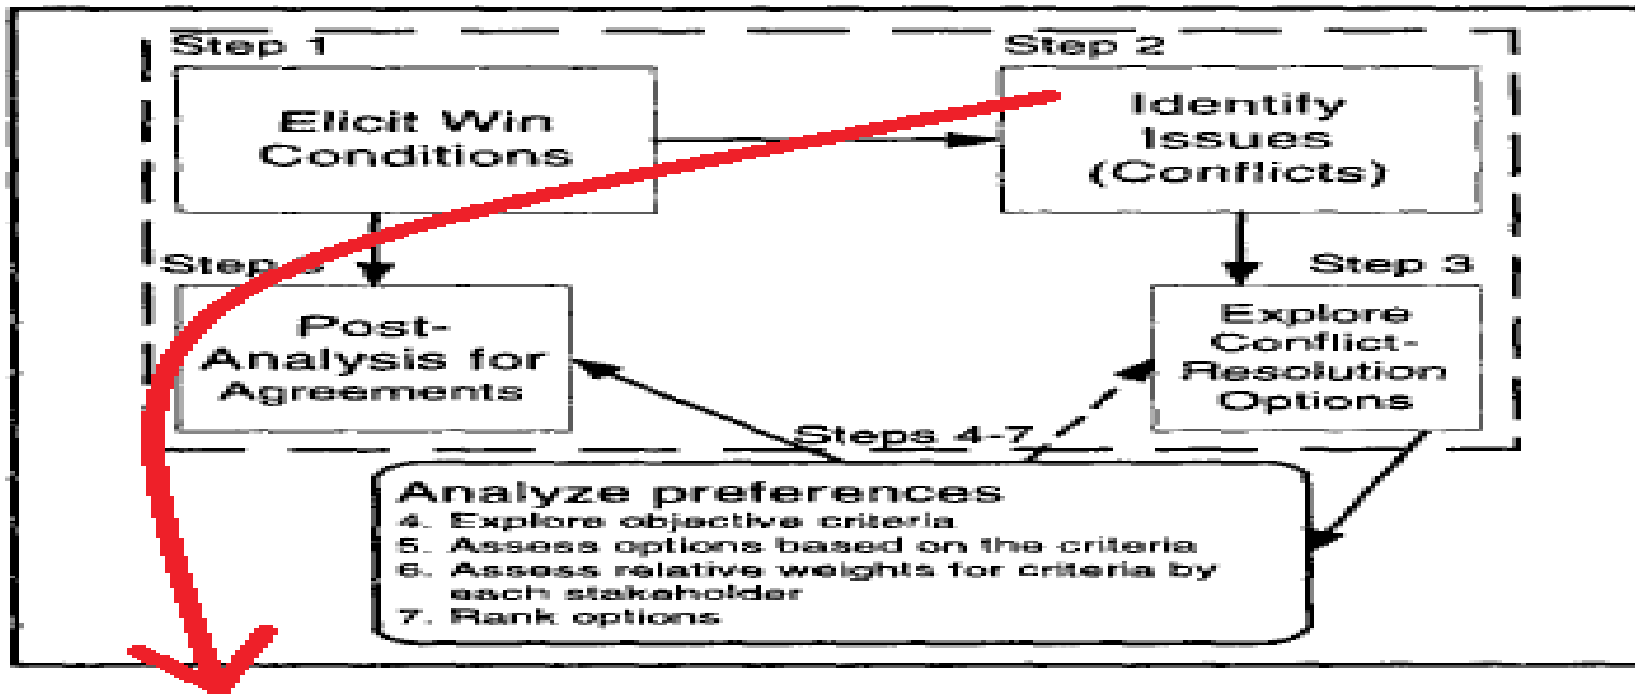 Step 1
Elicit Win
Conditions
Step 2
Identify
Issues
(Conflicts)
Step
Post-
Analysis for
Agreements
Step 3
Explore
Conflict-
Resolution
Options
Steps 4-7
Analyze preferences
4. Explore objective criteria
5. Assess options based on the criteria
6. Assess relative weights for criteria by
each stakeholder
7. Rank options